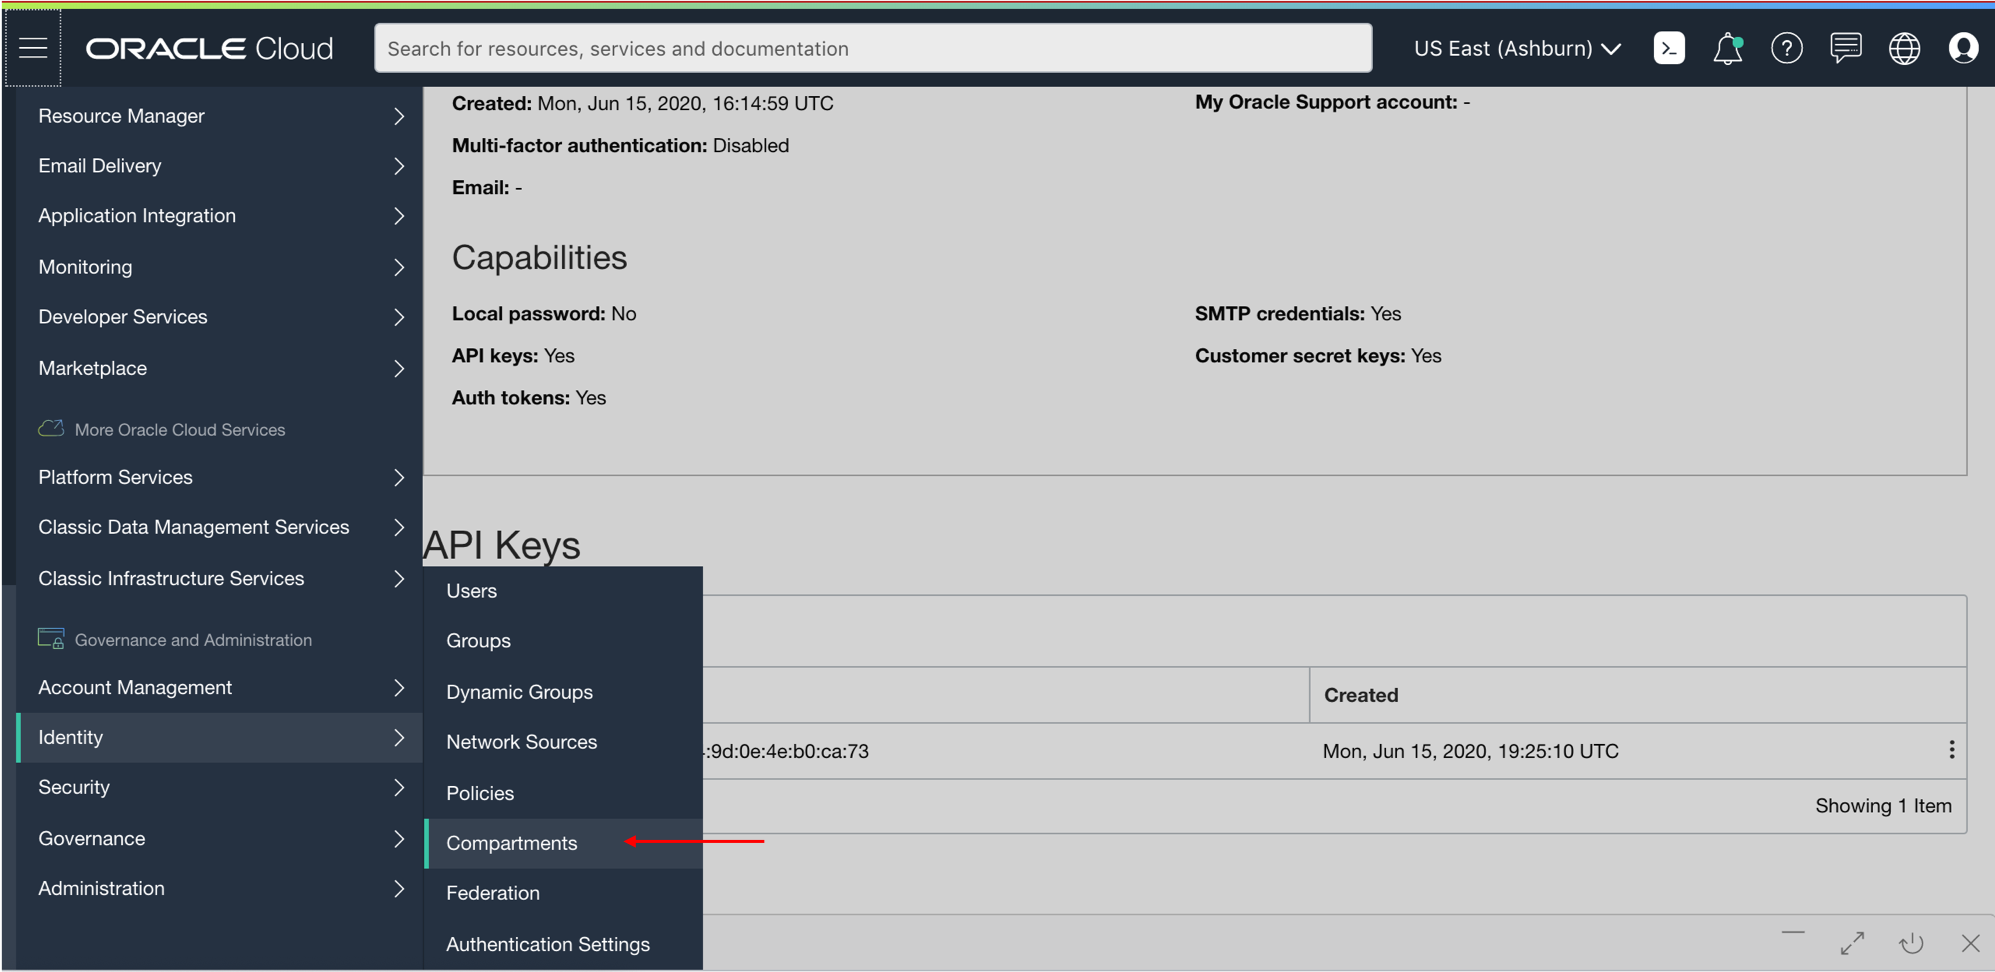 ORACLE Cloud
Search for resources, services and documentation
US East (Ashburn)
Resource Manager
Email Delivery
Application Integration
Monitoring
Developer Services
Marketplace
More Oracle Cloud Services
Platform Services
Classic Data Management Services
Classic Infrastructure Services
Governance and Administration
Account Management
Identity
Security
Governance
Administration
Created: Mon, Jun 15, 2020, 16:14:59 UTC
My Oracle Support account: -
Multi-factor authentication: Disabled
Email: -
Capabilities
Local password: No
SMTP credentials: Yes
API keys: Yes
Customer secret keys: Yes
Auth tokens: Yes
API Keys
Users
Groups
Dynamic Groups
Network Sources
Policies
Compartments
Federation
Authentication Settings
Created
:9d:0e:4e:b0:ca:73
Mon, Jun 15, 2020, 19:25:10 UTC
Showing 1 Item